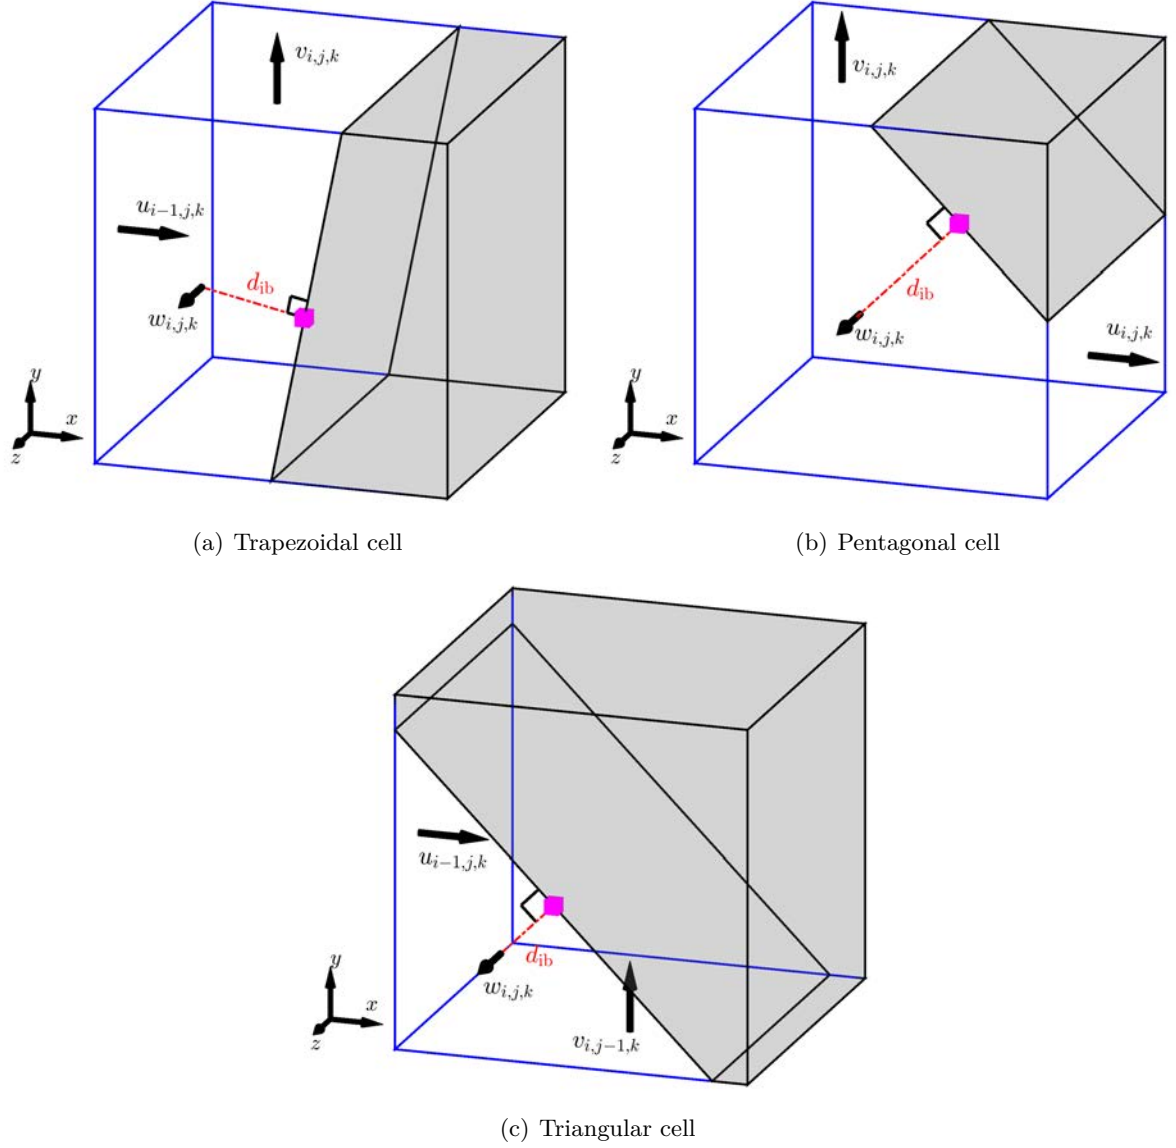 v_{i,j,k}
u_{i−1,j,k}
d_{ib}
w_{i,j,k}
y
x
z
(a) Trapezoidal cell
v_{i,j,k}
d_{ib}
w_{i,j,k}
u_{i,j,k}
y
x
z
(b) Pentagonal cell
u_{i−1,j,k}
d_{ib}
w_{i,j,k}
v_{i,j−1,k}
y
x
z
(c) Triangular cell